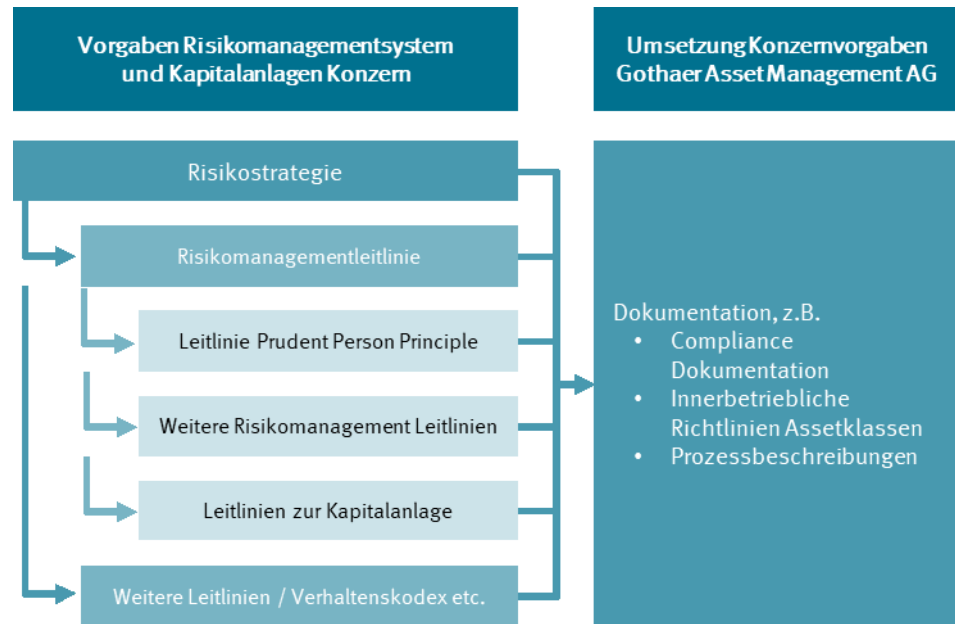 Vorgaben Risikomanagementsystem
und Kapitalanlagen Konzern
Umsetzung Konzernvorgaben
Gothaer Asset Management AG
Risikostrategie
Risikomanagementleitlinie
Leitlinie Prudent Person Principle
Weitere Risikomanagement Leitlinien
Leitlinien zur Kapitalanlage
Weitere Leitlinien / Verhaltenskodex etc.
Dokumentation, z.B.
• Compliance
Dokumentation
• Innerbetriebliche
Richtlinien Assetklassen
• Prozessbeschreibungen